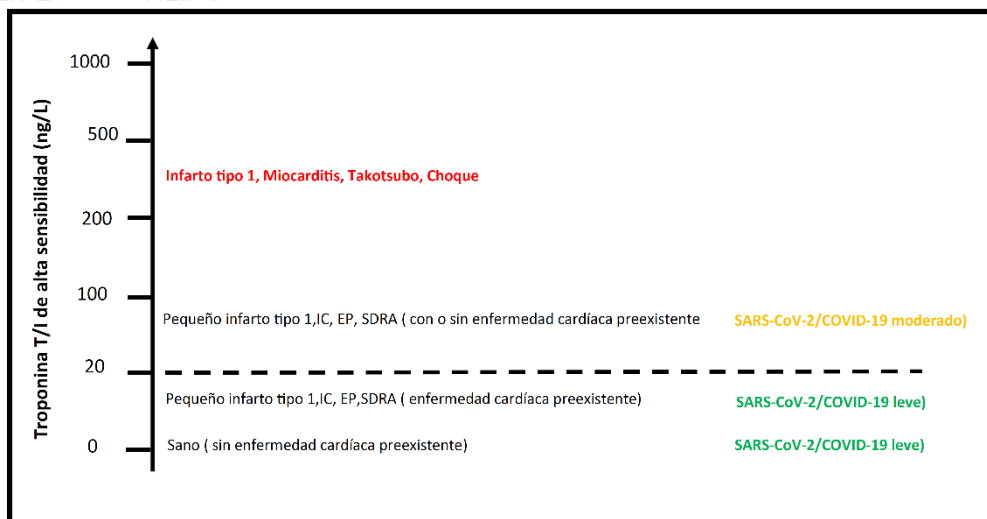 Troponina T/I de alta sensibilidad (ng/L)
1000
500
Infarto tipo 1, Miocarditis, Takotsubo, Choque
200
100
Pequeño infarto tipo 1,IC, EP, SDRA ( con o sin enfermedad cardíaca preexistente SARS-CoV-2/COVID-19 moderado)
20
Pequeño infarto tipo 1,IC, EP,SDRA ( enfermedad cardíaca preexistente) SARS-CoV-2/COVID-19 leve)
0 Sano ( sin enfermedad cardíaca preexistente) SARS-CoV-2/COVID-19 leve)